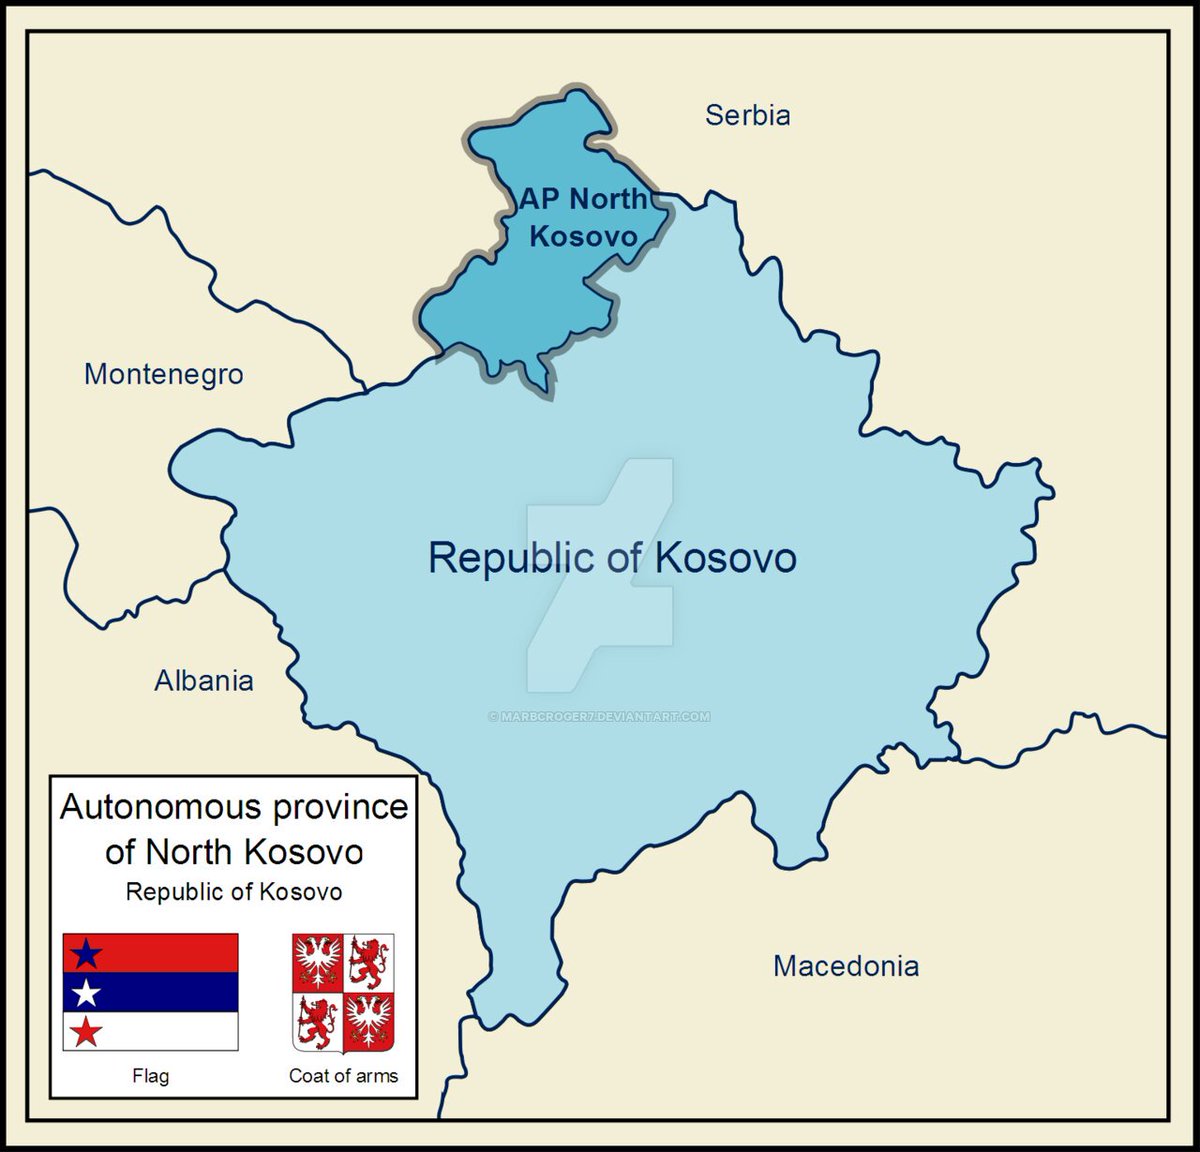 Serbia
AP North
Kosovo
Montenegro
Republic of Kosovo
Albania
© MARBCROGER7.DEVIANTART.COM
Autonomous province
of North Kosovo
Republic of Kosovo
Flag
Coat of arms
Macedonia